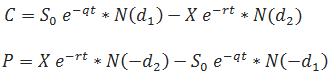 C = S₀ e^{-qt} * N(d₁) − X e^{-rt} * N(d₂)
P = X e^{-rt} * N(−d₂) − S₀ e^{-qt} * N(−d₁)